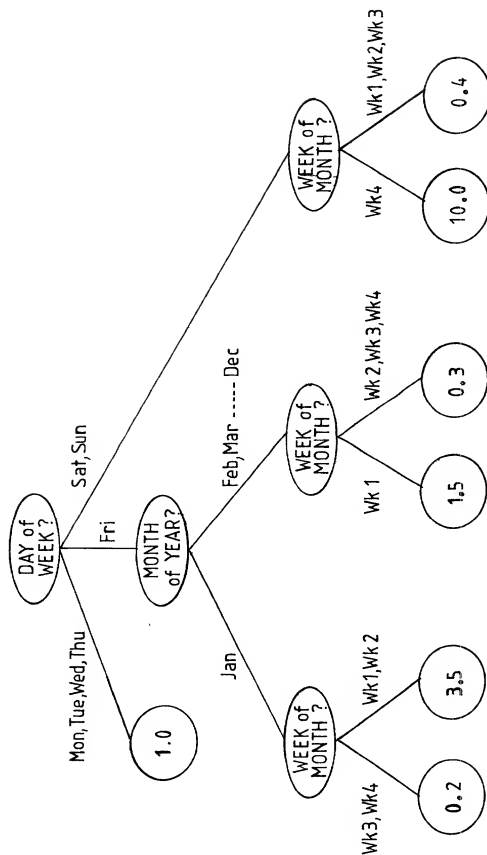 DAY of
WEEK?
Mon,Tue,Wed,Thu
Fri
Sat,Sun
1.0
MONTH
of YEAR?
Jan
Feb,Mar ----- Dec
WEEK of
MONTH?
WEEK of
MONTH?
WEEK of
MONTH?
Wk3,Wk4
Wk1,Wk2
Wk1
Wk2,Wk3,Wk4
Wk4
Wk1,Wk2,Wk3
0.2
3.5
1.5
0.3
10.0
0.4